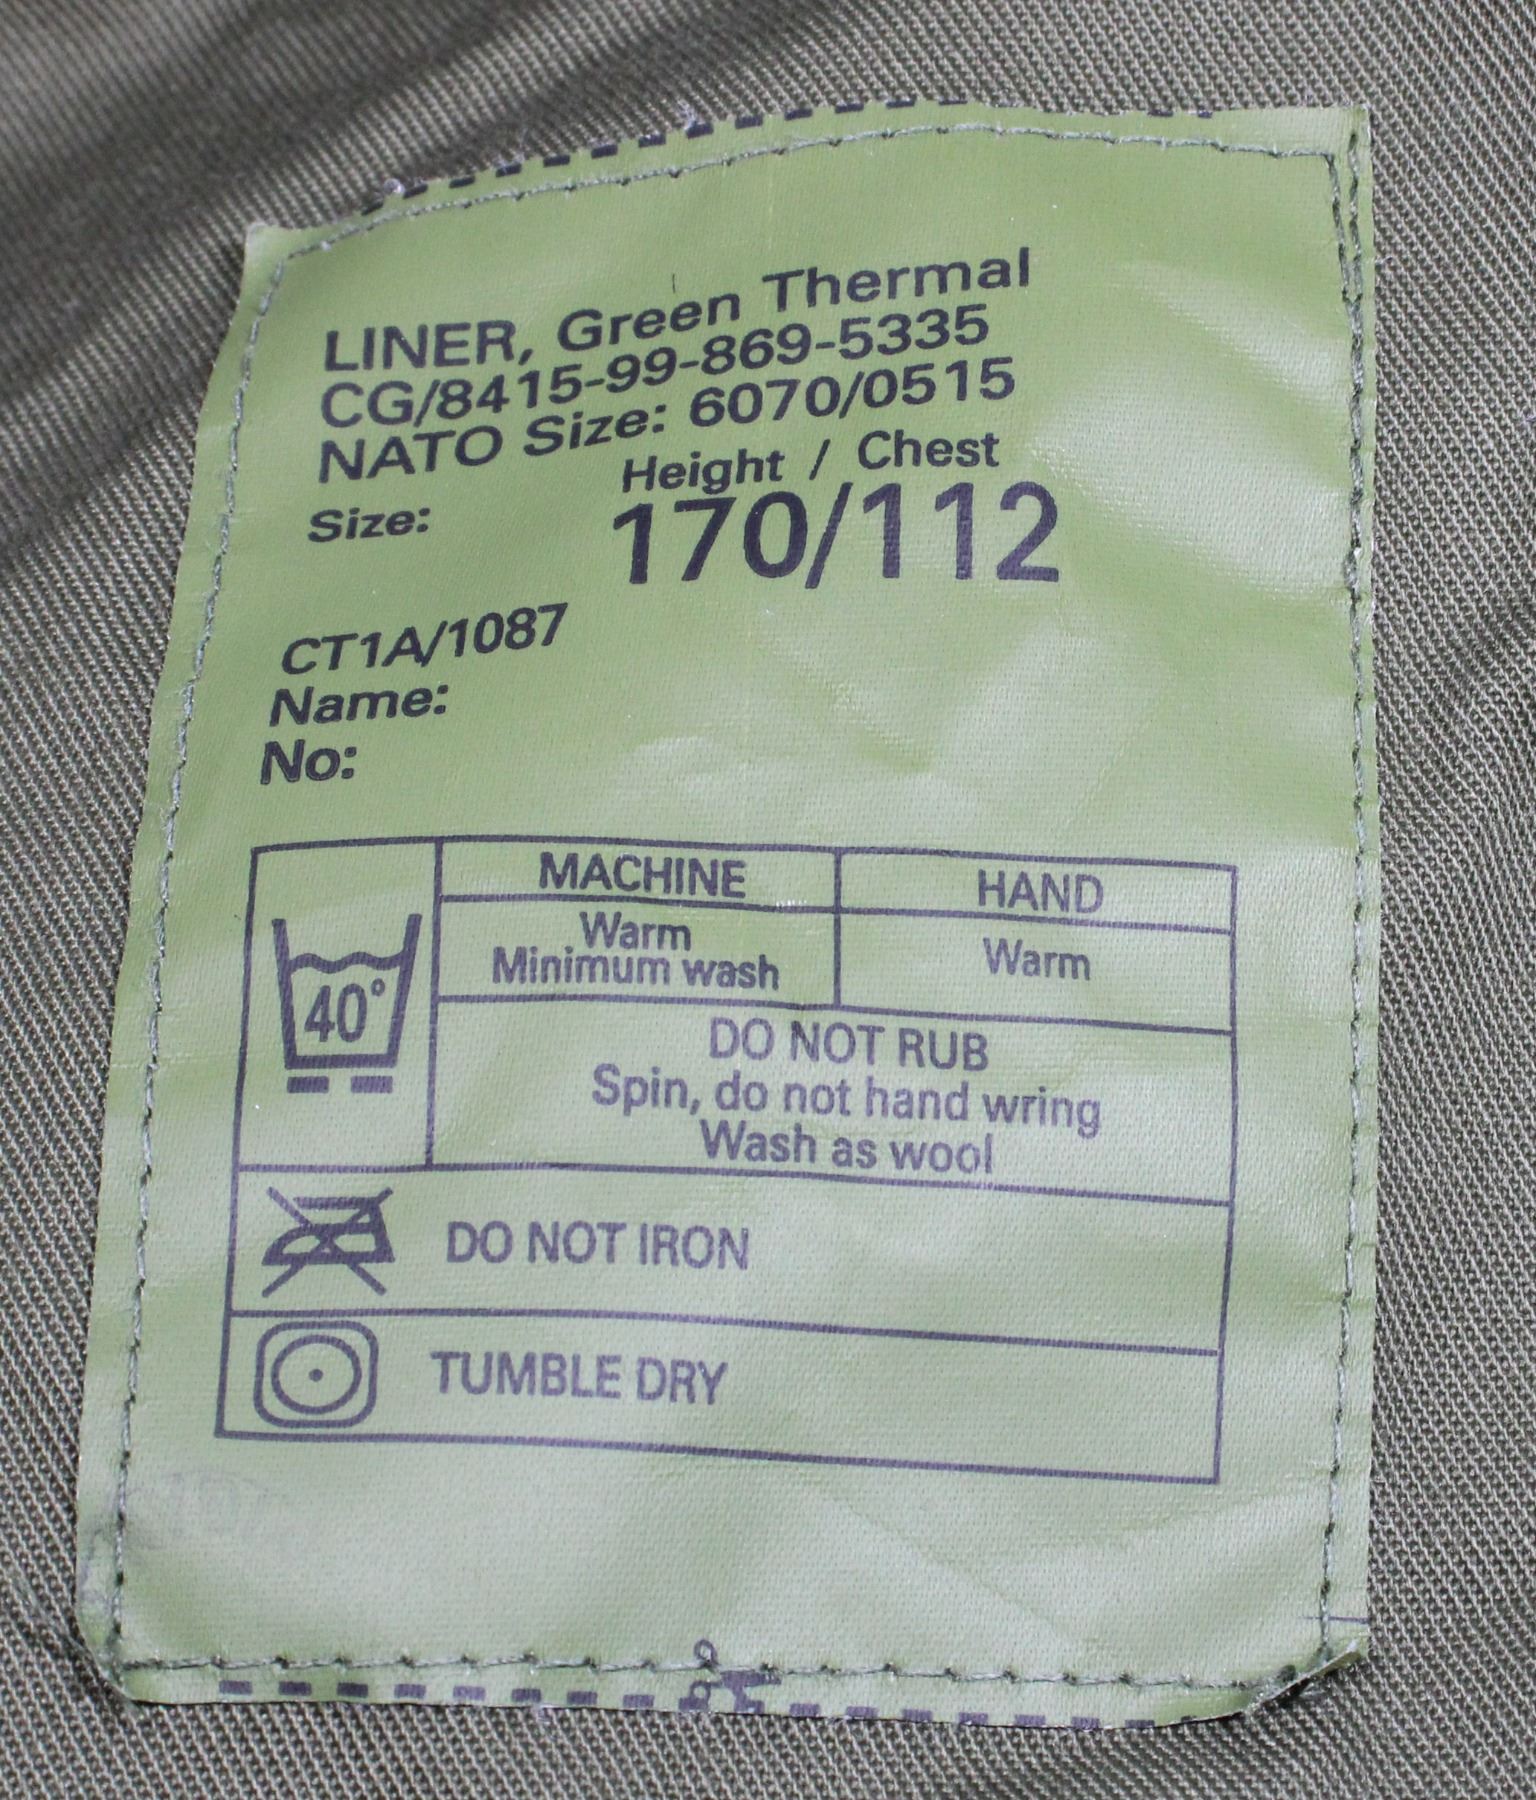 LINER, Green Thermal
CG/8415-99-869-5335
NATO Size: 6070/0515
Height / Chest
Size: 170/112
CT1A/1087
Name:
No:
MACHINE HAND
Warm
Minimum wash
Warm
40°
DO NOT RUB
Spin, do not hand wring
Wash as wool
DO NOT IRON
TUMBLE DRY